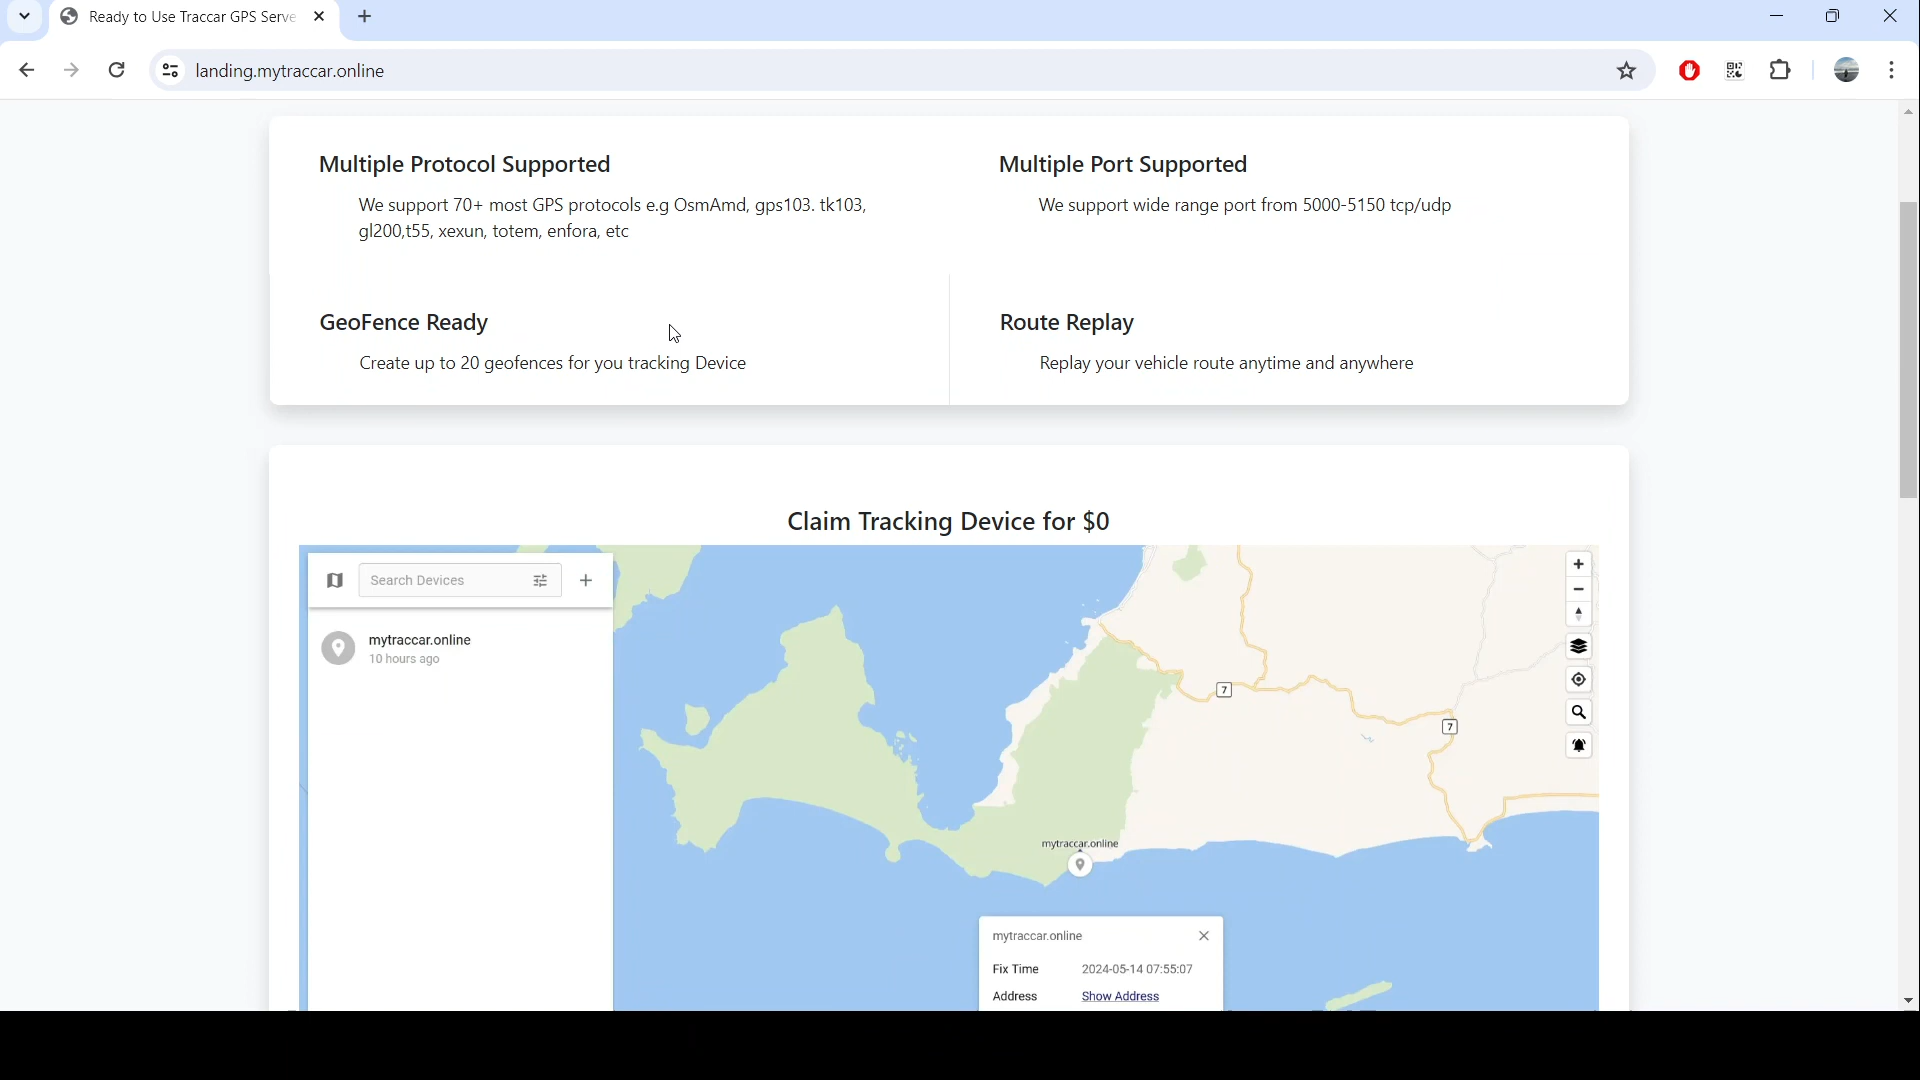 Ready to Use Traccar GPS Serve
landing.mytraccar.online
Multiple Protocol Supported
We support 70+ most GPS protocols e.g OsmAmd, gps103. tk103,
gl200,t55, xexun, totem, enfora, etc
Multiple Port Supported
We support wide range port from 5000-5150 tcp/udp
GeoFence Ready
Create up to 20 geofences for you tracking Device
Route Replay
Replay your vehicle route anytime and anywhere
Claim Tracking Device for $0
Search Devices
mytraccar.online
10 hours ago
7
7
mytraccar.online
mytraccar.online
Fix Time 2024-05-14 07:55:07
Address Show Address